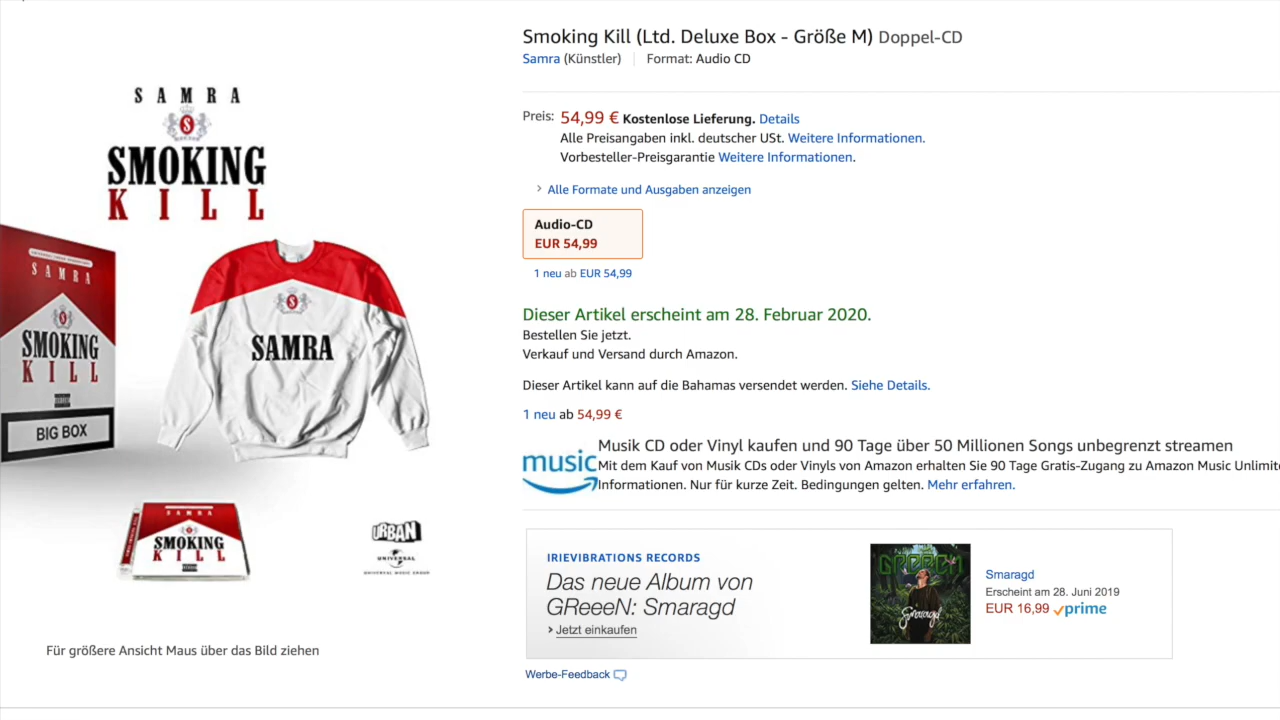 Smoking Kill (Ltd. Deluxe Box - Größe M) Doppel-CD
Samra (Künstler) Format: Audio CD
Preis: 54,99 € Kostenlose Lieferung. Details
Alle Preisangaben inkl. deutscher USt. Weitere Informationen.
Vorbesteller-Preisgarantie Weitere Informationen.
Alle Formate und Ausgaben anzeigen
Audio-CD
EUR 54,99
1 neu ab EUR 54,99
Dieser Artikel erscheint am 28. Februar 2020.
Bestellen Sie jetzt.
Verkauf und Versand durch Amazon.
Dieser Artikel kann auf die Bahamas versendet werden. Siehe Details.
1 neu ab 54,99 €
music
Musik CD oder Vinyl kaufen und 90 Tage über 50 Millionen Songs unbegrenzt streamen
Mit dem Kauf von Musik CDs oder Vinyls von Amazon erhalten Sie 90 Tage Gratis-Zugang zu Amazon Music Unlimite
Informationen. Nur für kurze Zeit. Bedingungen gelten. Mehr erfahren.
IRIEVIBRATIONS RECORDS
Das neue Album von
GReeeN: Smaragd
Jetzt einkaufen
GREEEN
Smaragd
Smaragd
Erscheint am 28. Juni 2019
EUR 16,99 prime
Werbe-Feedback
SAMRA
S
SMOKING
KILL
SAMRA
SMOKING
KILL
BIG BOX
S
SAMRA
SAMRA
SMOKING
KILL
URBAN
UNIVERSAL
UNIVERSAL MUSIC GROUP
Für größere Ansicht Maus über das Bild ziehen